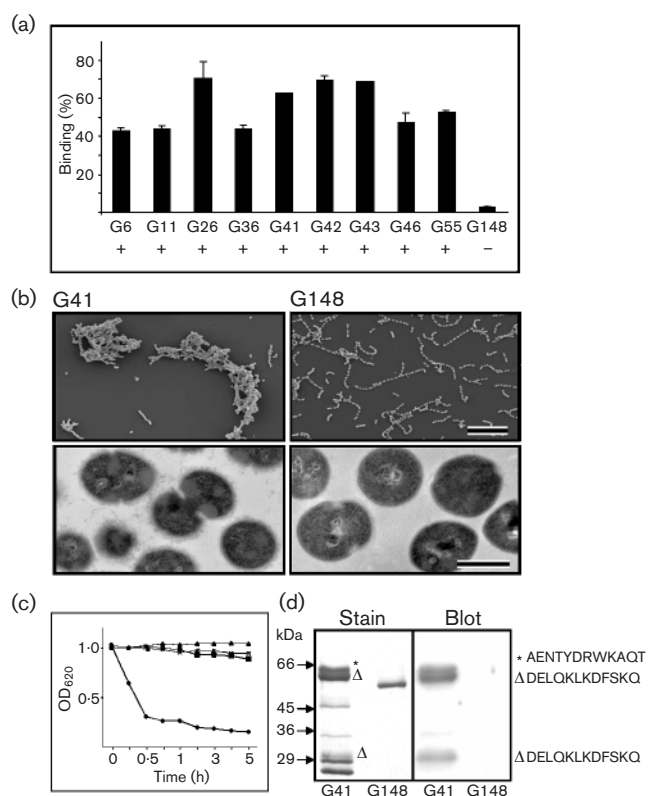 (a)
Binding (%)
80
60
40
20
0
G6 G11 G26 G36 G41 G42 G43 G46 G55 G148
+ + + + + + + + + –
(b)
G41 G148
(c)
OD620
1·0
0·5
0 0·5 1 3 5
Time (h)
(d)
Stain Blot
kDa
66
45
36
29
*
Δ
Δ
* AENTYDRWKAQT
Δ DELQKLKDFSKQ
Δ DELQKLKDFSKQ
G41 G148 G41 G148